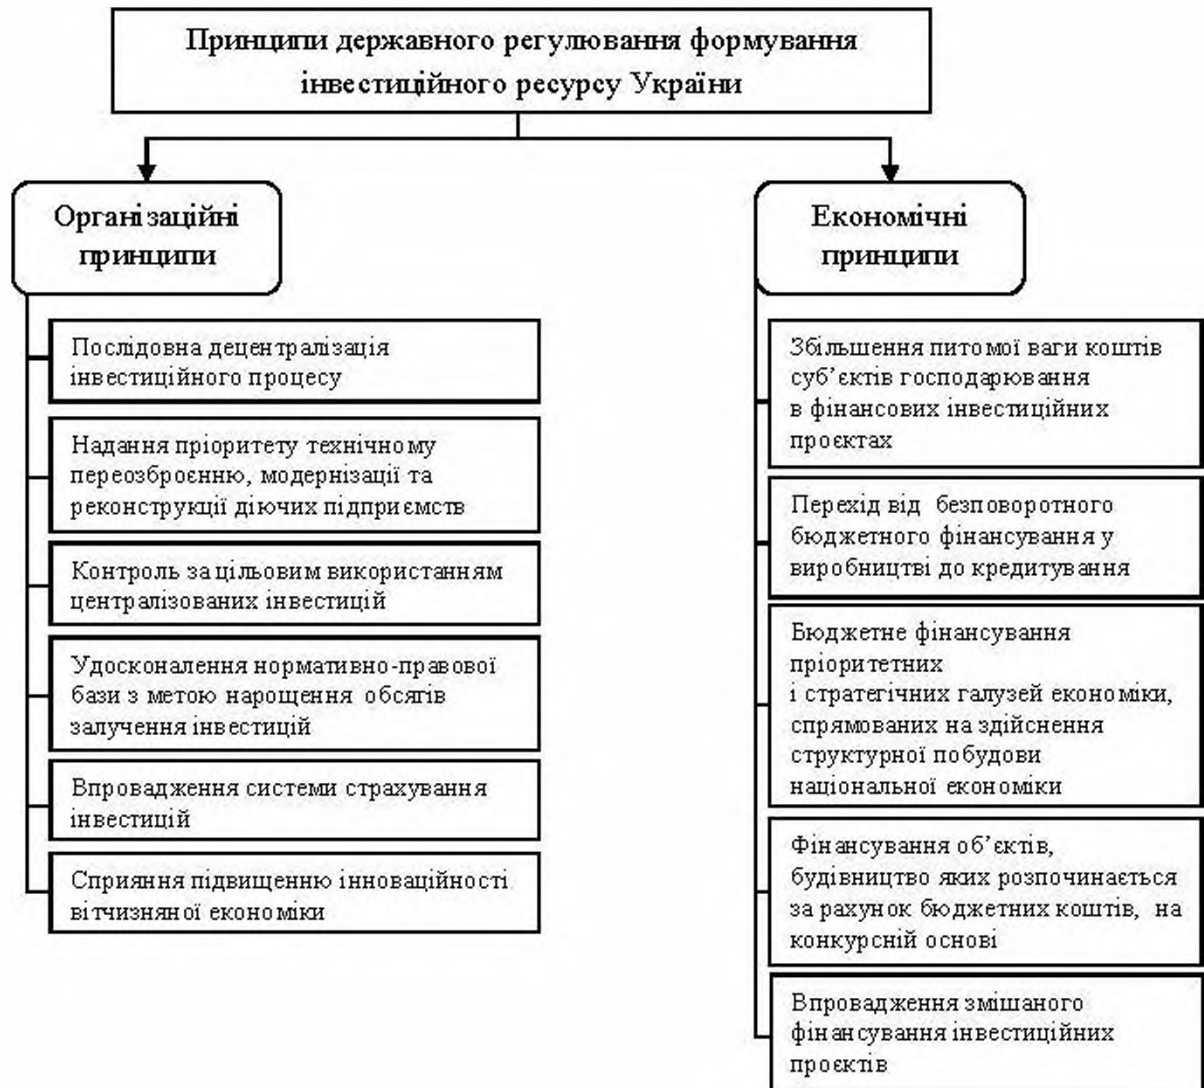 Принципи державного регулювання формування
інвестиційного ресурсу України
Організаційні
принципи
Послідовна децентралізація
інвестиційного процесу
Надання пріоритету технічному
переозброєнню, модернізації та
реконструкції діючих підприємств
Контроль за цільовим використанням
централізованих інвестицій
Удосконалення нормативно-правової
бази з метою нарощення обсягів
залучення інвестицій
Впровадження системи страхування
інвестицій
Сприяння підвищенню інноваційності
вітчизняної економіки
Економічні
принципи
Збільшення питомої ваги коштів
суб’єктів господарювання
в фінансових інвестиційних
проєктах
Перехід від безповоротного
бюджетного фінансування у
виробництві до кредитування
Бюджетне фінансування
пріоритетних
і стратегічних галузей економіки,
спрямованих на здійснення
структурної побудови
національної економіки
Фінансування об’єктів,
будівництво яких розпочинається
за рахунок бюджетних коштів, на
конкурсній основі
Впровадження змішаного
фінансування інвестиційних
проєктів